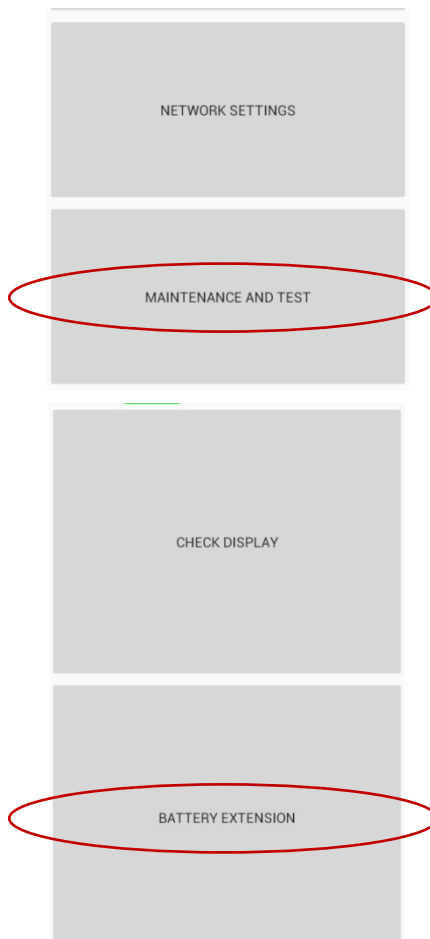 NETWORK SETTINGS
MAINTENANCE AND TEST
CHECK DISPLAY
BATTERY EXTENSION